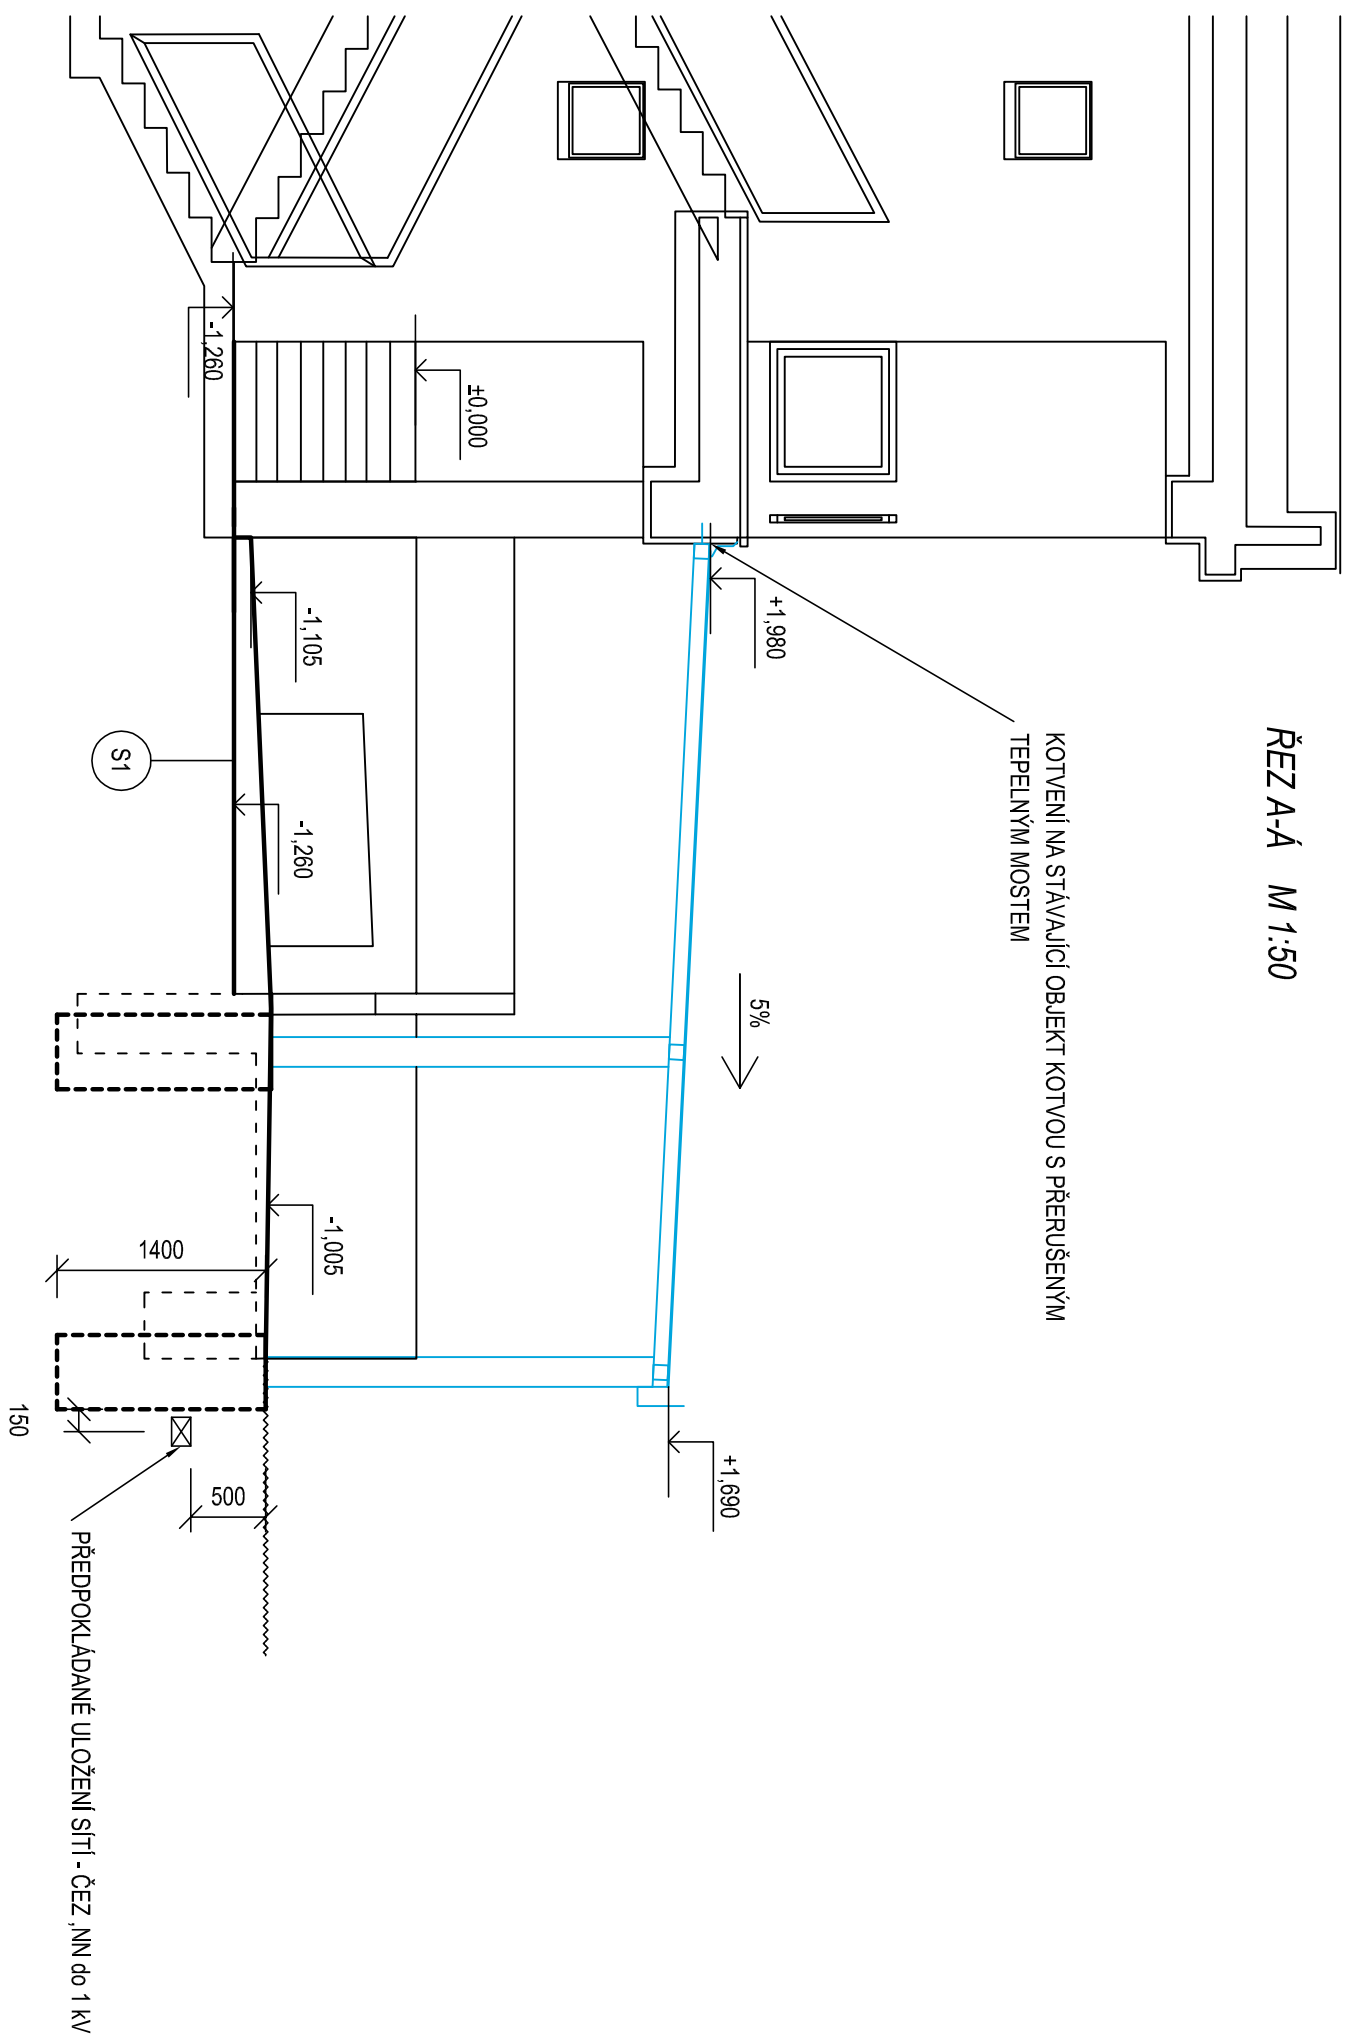 ŘEZ A-Á M 1:50
KOTVENÍ NA STÁVAJÍCÍ OBJEKT KOTVOU S PŘERUŠENÝM
TEPELNÝM MOSTEM
5%
+1,980
+1,690
±0,000
-1,260
-1,105
-1,260
-1,005
S1
1400
500
150
PŘEDPOKLÁDANÉ ULOŽENÍ SÍTÍ - ČEZ ,NN do 1 kV